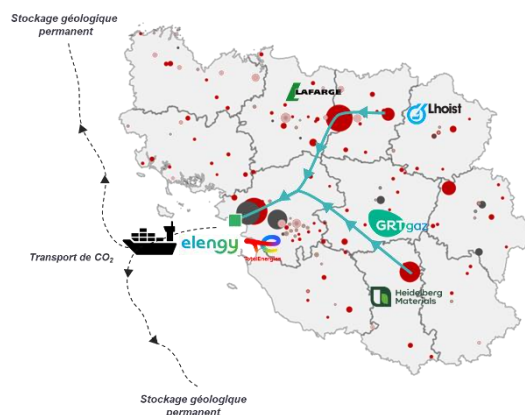 Stockage géologique
permanent
LAFARGE
Lhoist
GRTgaz
elengy
TotalEnergies
Transport de CO₂
Heidelberg
Materials
Stockage géologique
permanent